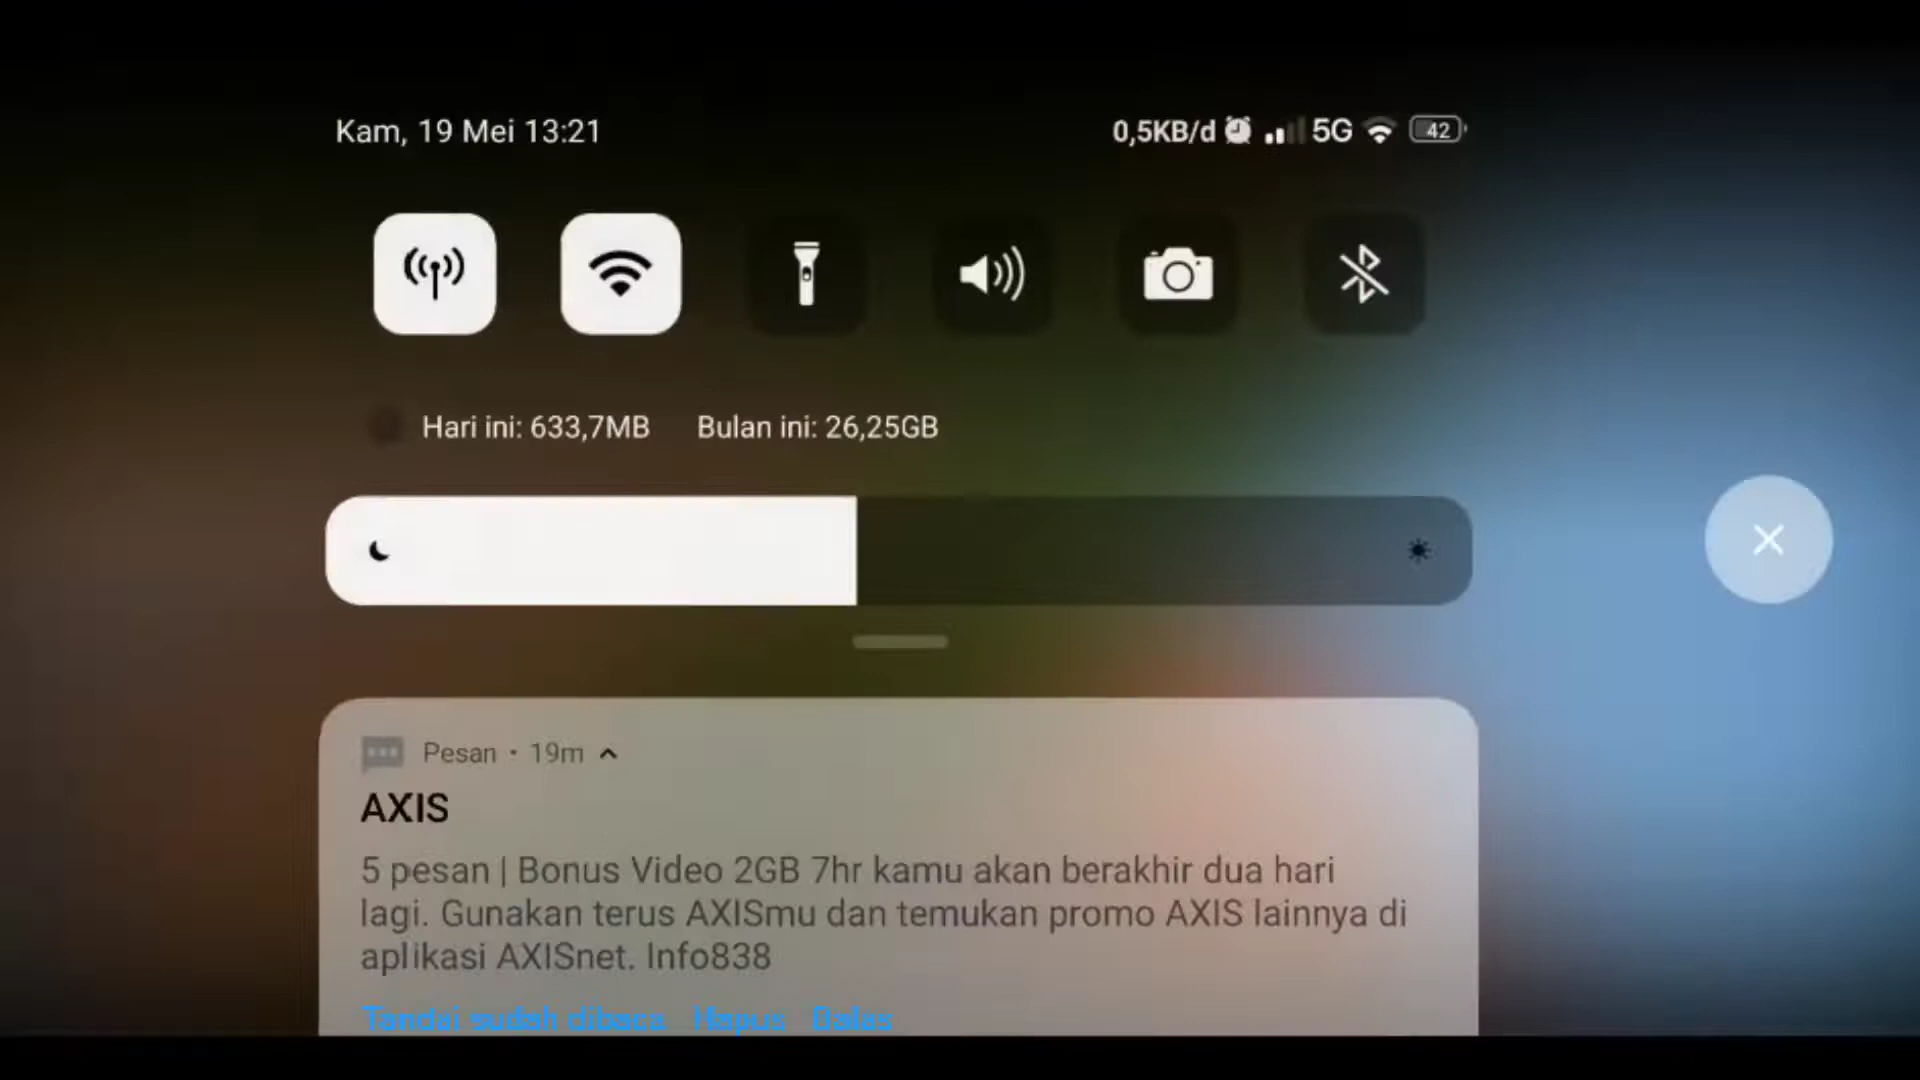 Kam, 19 Mei 13:21
0,5KB/d 5G 42
Hari ini: 633,7MB Bulan ini: 26,25GB
Pesan • 19m
AXIS
5 pesan | Bonus Video 2GB 7hr kamu akan berakhir dua hari
lagi. Gunakan terus AXISmu dan temukan promo AXIS lainnya di
aplikasi AXISnet. Info838
Tandai sudah dibaca Hapus Balas